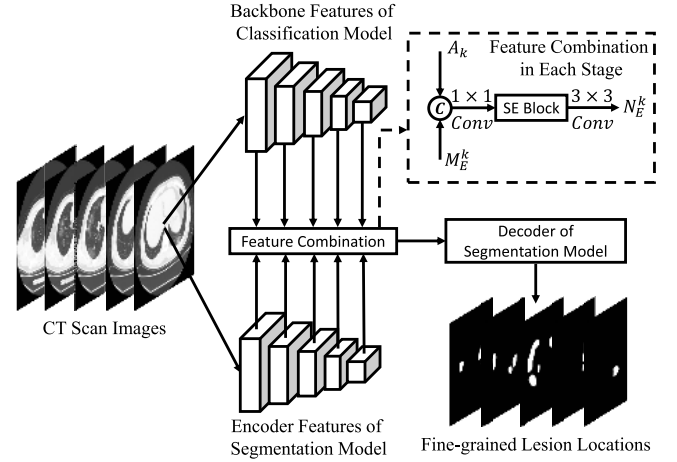 Backbone Features of
Classification Model
Feature Combination
in Each Stage
A_k
C
1 × 1
Conv
SE Block
3 × 3
Conv
N_E^k
M_E^k
Feature Combination
Decoder of
Segmentation Model
CT Scan Images
Encoder Features of
Segmentation Model
Fine-grained Lesion Locations